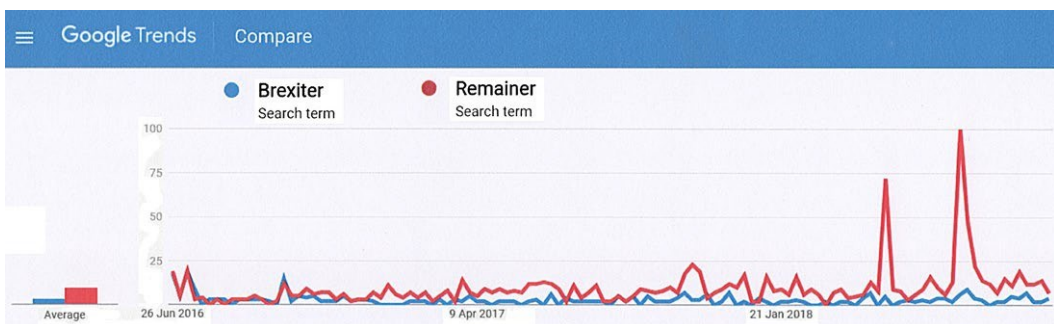 Google Trends Compare
Brexiter Remainer
Search term Search term
100
75
50
25
Average 26 Jun 2016 9 Apr 2017 21 Jan 2018